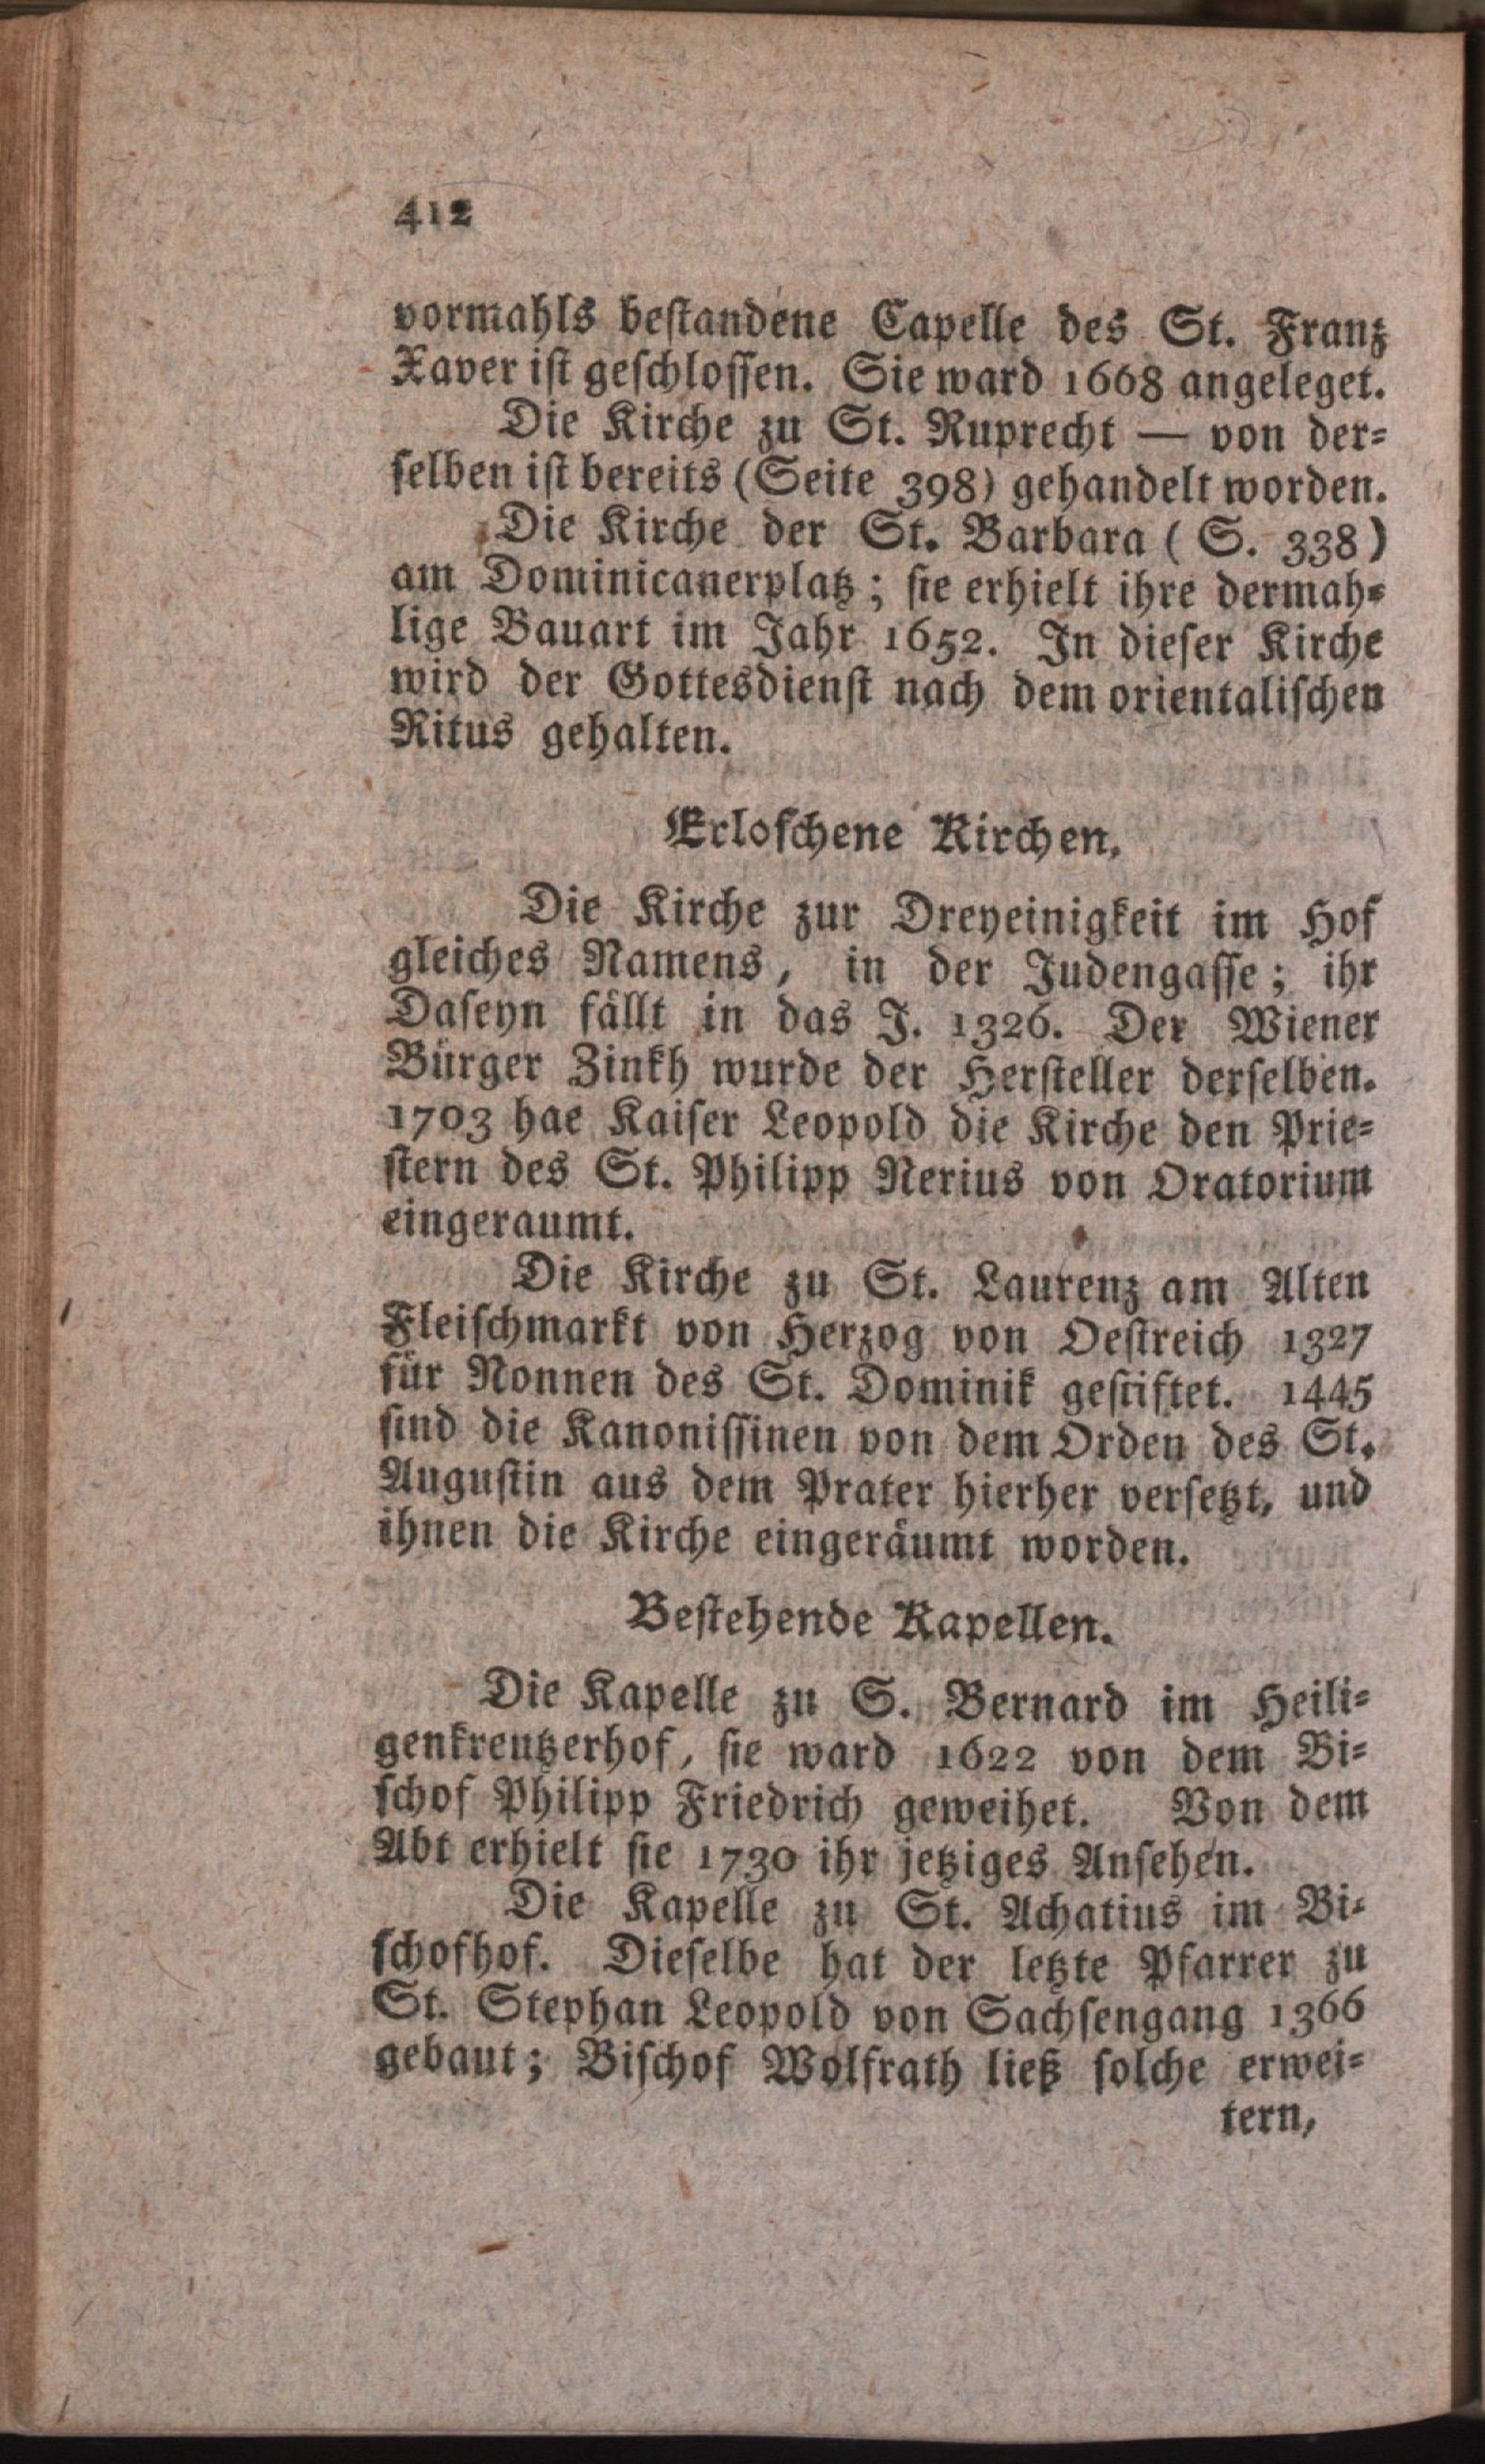 412
vormahls bestandene Capelle des St. Franz
Xaver ist geschlossen. Sie ward 1668 angeleget.
Die Kirche zu St. Ruprecht — von der-
selben ist bereits (Seite 398) gehandelt worden.
Die Kirche der St. Barbara ( S. 338)
am Dominicanerplatz; sie erhielt ihre dermah-
lige Bauart im Jahr 1652. In dieser Kirche
wird der Gottesdienst nach dem orientalischen
Ritus gehalten.
Erloschene Kirchen.
Die Kirche zur Dreyeinigkeit im Hof
gleiches Namens, in der Judengasse; ihr
Daseyn fällt in das J. 1326. Der Wiener
Bürger Zinkh wurde der Hersteller derselben.
1703 hae Kaiser Leopold die Kirche den Prie-
stern des St. Philipp Nerius von Oratorium
eingeraumt.
Die Kirche zu St. Laurenz am Alten
Fleischmarkt von Herzog von Oestreich 1327
für Nonnen des St. Dominik gestiftet. 1445
sind die Kanonissinen von dem Orden des St.
Augustin aus dem Prater hierher versetzt, und
ihnen die Kirche eingeräumt worden.
Bestehende Kapellen.
Die Kapelle zu S. Bernard im Heili-
genkreutzerhof, sie ward 1622 von dem Bi-
schof Philipp Friedrich geweihet. Von dem
Abt erhielt sie 1730 ihr jetziges Ansehen.
Die Kapelle zu St. Achatius im Bi-
schofhof. Dieselbe hat der letzte Pfarrer zu
St. Stephan Leopold von Sachsengang 1366
gebaut; Bischof Wolfrath ließ solche erwei-
tern,